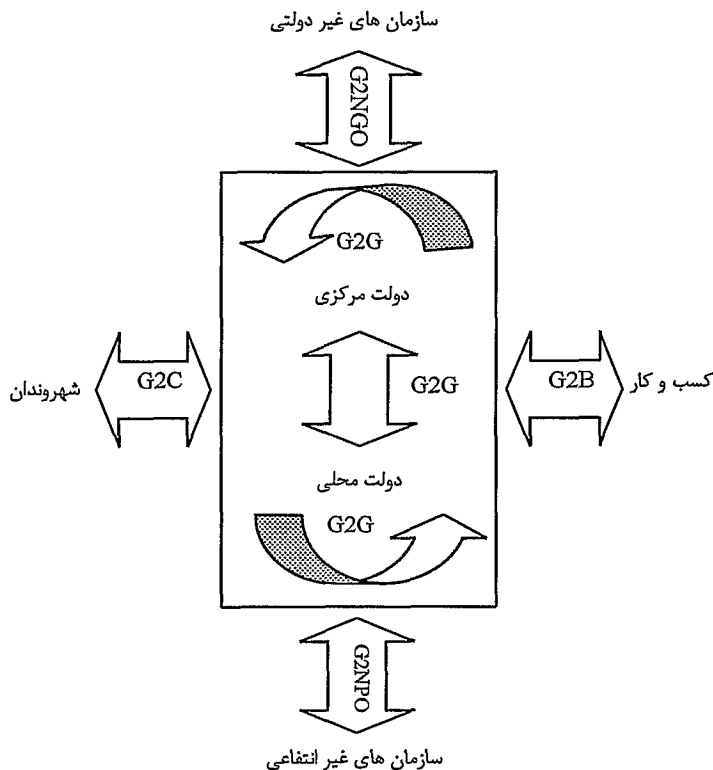 سازمان های غیر دولتی
G2NGO
G2G
دولت مرکزی
شهروندان
G2C
G2G
G2B
کسب و کار
دولت محلی
G2G
G2NPO
سازمان های غیر انتفاعی